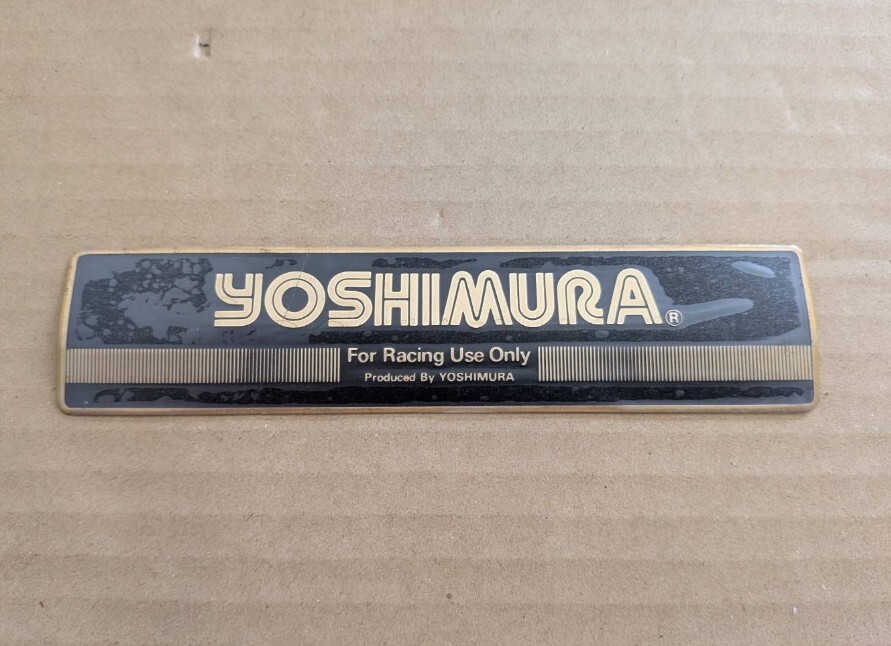 YOSHIMURA®
For Racing Use Only
Produced By YOSHIMURA